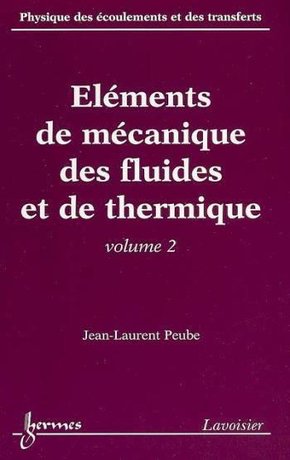 Physique des écoulements et des transferts
Eléments
de mécanique
des fluides
et de thermique
volume 2
Jean-Laurent Peube
hermes
Lavoisier